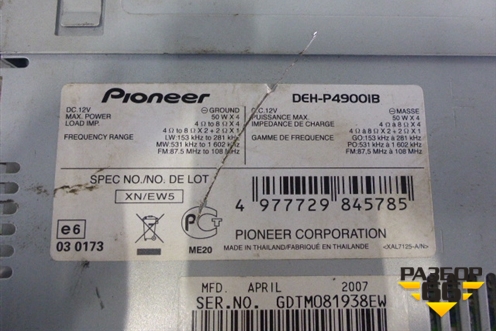 Pioneer DEH-P4900iB
DC 12V ⊖GROUND D.C.12V ⊖MASSE
MAX. POWER 50 W X 4 PUISSANCE MAX. 50 W X 4
LOAD IMP. 4 Ω to 8 Ω X 4 IMPEDANCE DE CHARGE 4 Ω à 8 Ω X 4
4 Ω to 8 Ω X 2 + 2 Ω X 1 4 Ω à 8 Ω X 2 + 2 Ω X 1
FREQUENCY RANGE LW 153 kHz to 281 kHz GAMME DE FREQUENCE GO:153 kHz à 281 kHz
MW 531 kHz to 1 602 kHz PO:531 kHz à 1 602 kHz
FM 87,5 MHz to 108 MHz FM:87,5 MHz à 108 MHz
SPEC NO./NO. DE LOT
XN/EW5
4 977729 845785
e6
03 0173
ME20
PIONEER CORPORATION
MADE IN THAILAND/FABRIQUÉ EN THAILANDE <XAL7125-A/N>
MFD. APRIL 2007
SER.NO. GDTM081938EW
РАЗБОР